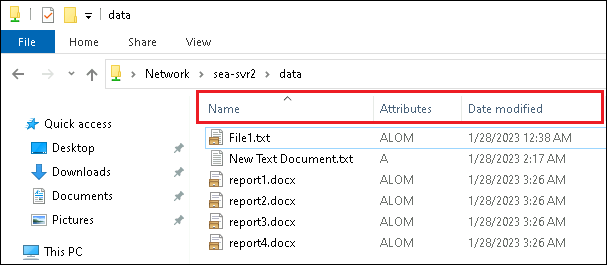 data
File Home Share View
Network > sea-svr2 > data
Name Attributes Date modified
Quick access
File1.txt ALOM 1/28/2023 12:38 AM
Desktop
New Text Document.txt A 1/28/2023 2:17 AM
Downloads
report1.docx ALOM 1/28/2023 3:26 AM
Documents
report2.docx ALOM 1/28/2023 3:26 AM
Pictures
report3.docx ALOM 1/28/2023 3:26 AM
report4.docx ALOM 1/28/2023 3:26 AM
This PC